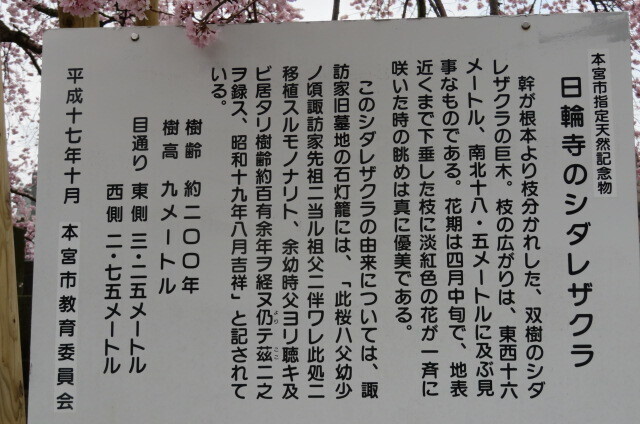 本宮市指定天然記念物
日輪寺のシダレザクラ
幹が根本より枝分かれした、双樹のシダ
レザクラの巨木。枝の広がりは、東西十六
メートル、南北十八・五メートルに及ぶ見
事なものである。花期は四月中旬で、地表
近くまで下垂した枝に淡紅色の花が一斉に
咲いた時の眺めは真に優美である。
このシダレザクラの由来については、諏
訪家旧墓地の石灯籠には、「此桜ハ父幼少
ノ頃諏訪家先祖ニ当ル祖父ニ伴ワレ此処ニ
移植スルモノナリト、余幼時父ヨリ聴キ及
ビ居タリ樹齢約百有余年ヲ経ヌ仍テ茲ニ之
ヲ録ス、昭和十九年八月吉祥」と記されて
いる。
樹齢 約二〇〇年
樹高 九メートル
目通り 東側 三・二五メートル
西側 二・七五メートル
平成十七年十月 本宮市教育委員会